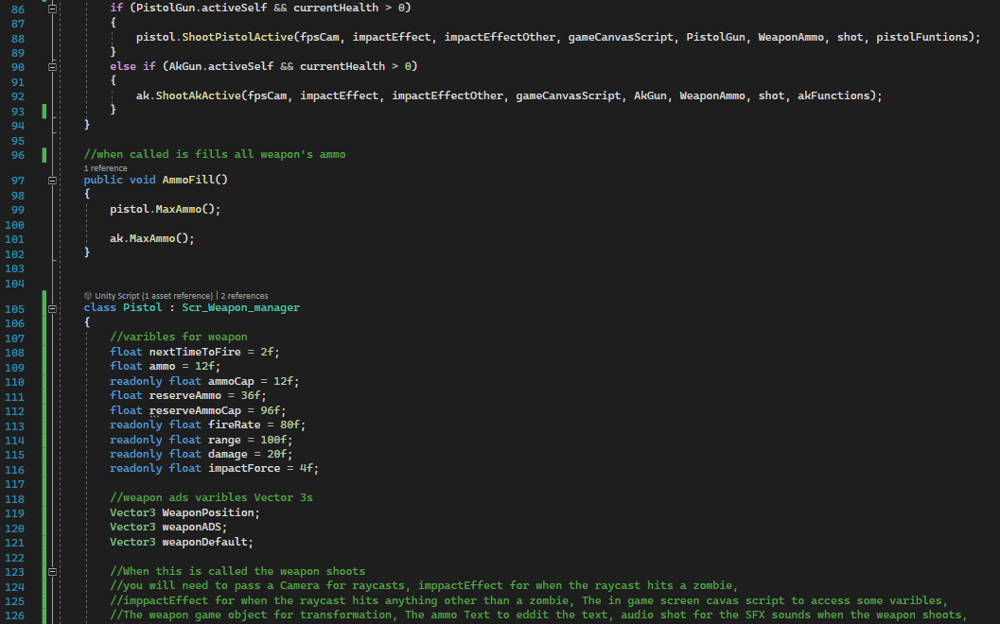 86 if (PistolGun.activeSelf && currentHealth > 0)
87 {
88 pistol.ShootPistolActive(fpsCam, impactEffect, impactEffectOther, gameCanvasScript, PistolGun, WeaponAmmo, shot, pistolFuntions);
89 }
90 else if (AkGun.activeSelf && currentHealth > 0)
91 {
92 ak.ShootAkActive(fpsCam, impactEffect, impactEffectOther, gameCanvasScript, AkGun, WeaponAmmo, shot, akFunctions);
93 }
94 }
95
96 //when called is fills all weapon's ammo
1 reference
97 public void AmmoFill()
98 {
99 pistol.MaxAmmo();
100
101 ak.MaxAmmo();
102 }
103
104
Unity Script (1 asset reference) | 2 references
105 class Pistol : Scr_Weapon_manager
106 {
107 //varibles for weapon
108 float nextTimeToFire = 2f;
109 float ammo = 12f;
110 readonly float ammoCap = 12f;
111 float reserveAmmo = 36f;
112 float reserveAmmoCap = 96f;
113 readonly float fireRate = 80f;
114 readonly float range = 100f;
115 readonly float damage = 20f;
116 readonly float impactForce = 4f;
117
118 //weapon ads varibles Vector 3s
119 Vector3 WeaponPosition;
120 Vector3 weaponADS;
121 Vector3 weaponDefault;
122
123 //When this is called the weapon shoots
124 //you will need to pass a Camera for raycasts, imppactEffect for when the raycast hits a zombie,
125 //imppactEffect for when the raycast hits anything other than a zombie, The in game screen cavas script to access some varibles,
126 //The weapon game object for transformation, The ammo Text to eddit the text, audio shot for the SFX sounds when the weapon shoots,